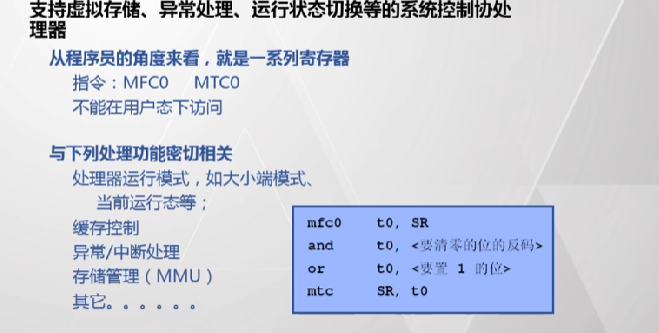 支持虚拟存储、异常处理、运行状态切换等的系统控制协处
理器
从程序员的角度来看，就是一系列寄存器
指令：MFC0 MTC0
不能在用户态下访问
与下列处理功能密切相关
处理器运行模式，如大小端模式、
当前运行态等；
缓存控制
异常/中断处理
存储管理（MMU）
其它。。。。。。
mfc0 t0, SR
and t0, <要清零的位的反码>
or t0, <要置 1 的位>
mtc SR, t0